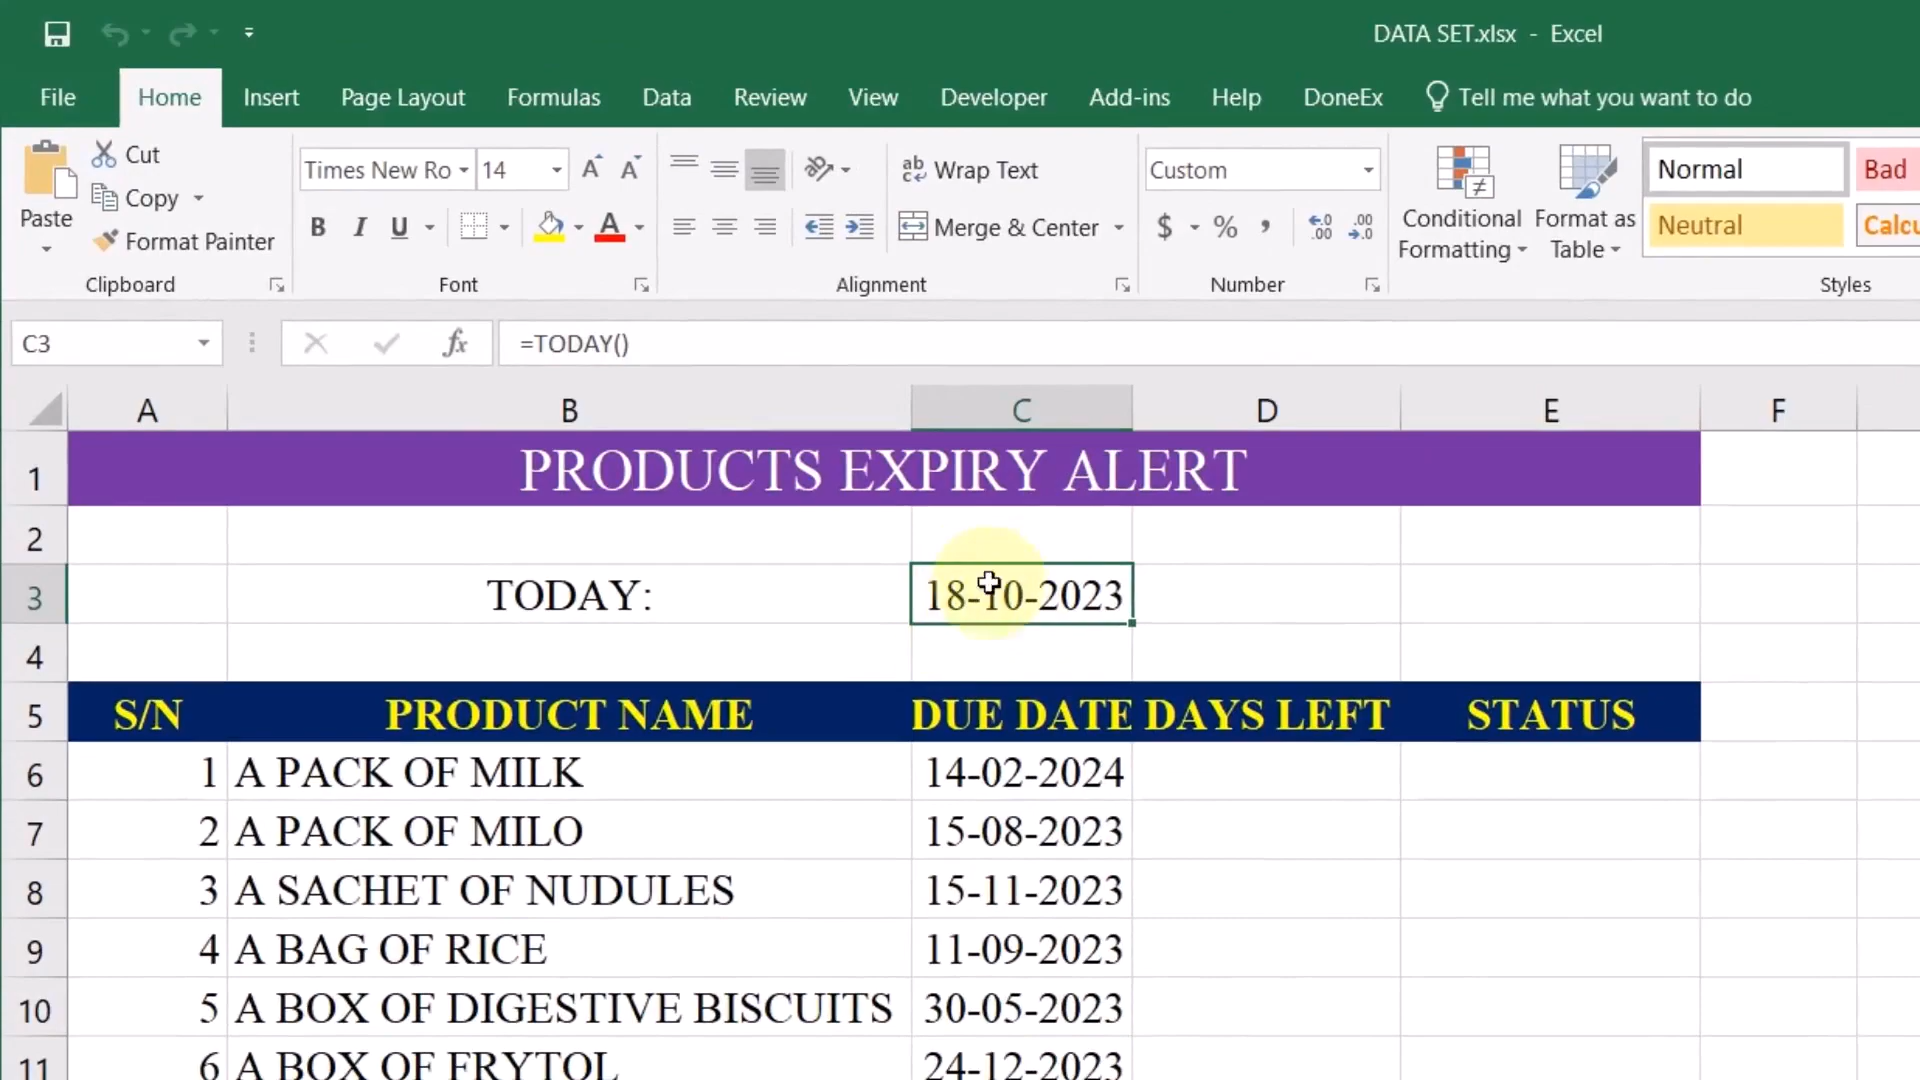 DATA SET.xlsx - Excel
File Home Insert Page Layout Formulas Data Review View Developer Add-ins Help DoneEx Tell me what you want to do
Paste
Cut
Copy
Format Painter
Clipboard
Times New Ro 14
B I U
Font
Wrap Text
Merge & Center
Alignment
Custom
$ % ,
Number
Conditional Formatting
Format as Table
Normal Bad
Neutral Calcu
Styles
C3 fx =TODAY()
A B C D E F
1 PRODUCTS EXPIRY ALERT
2
3 TODAY: 18-10-2023
4
5 S/N PRODUCT NAME DUE DATE DAYS LEFT STATUS
6 1 A PACK OF MILK 14-02-2024
7 2 A PACK OF MILO 15-08-2023
8 3 A SACHET OF NUDULES 15-11-2023
9 4 A BAG OF RICE 11-09-2023
10 5 A BOX OF DIGESTIVE BISCUITS 30-05-2023
11 6 A BOX OF FRYTOL 24-12-2023